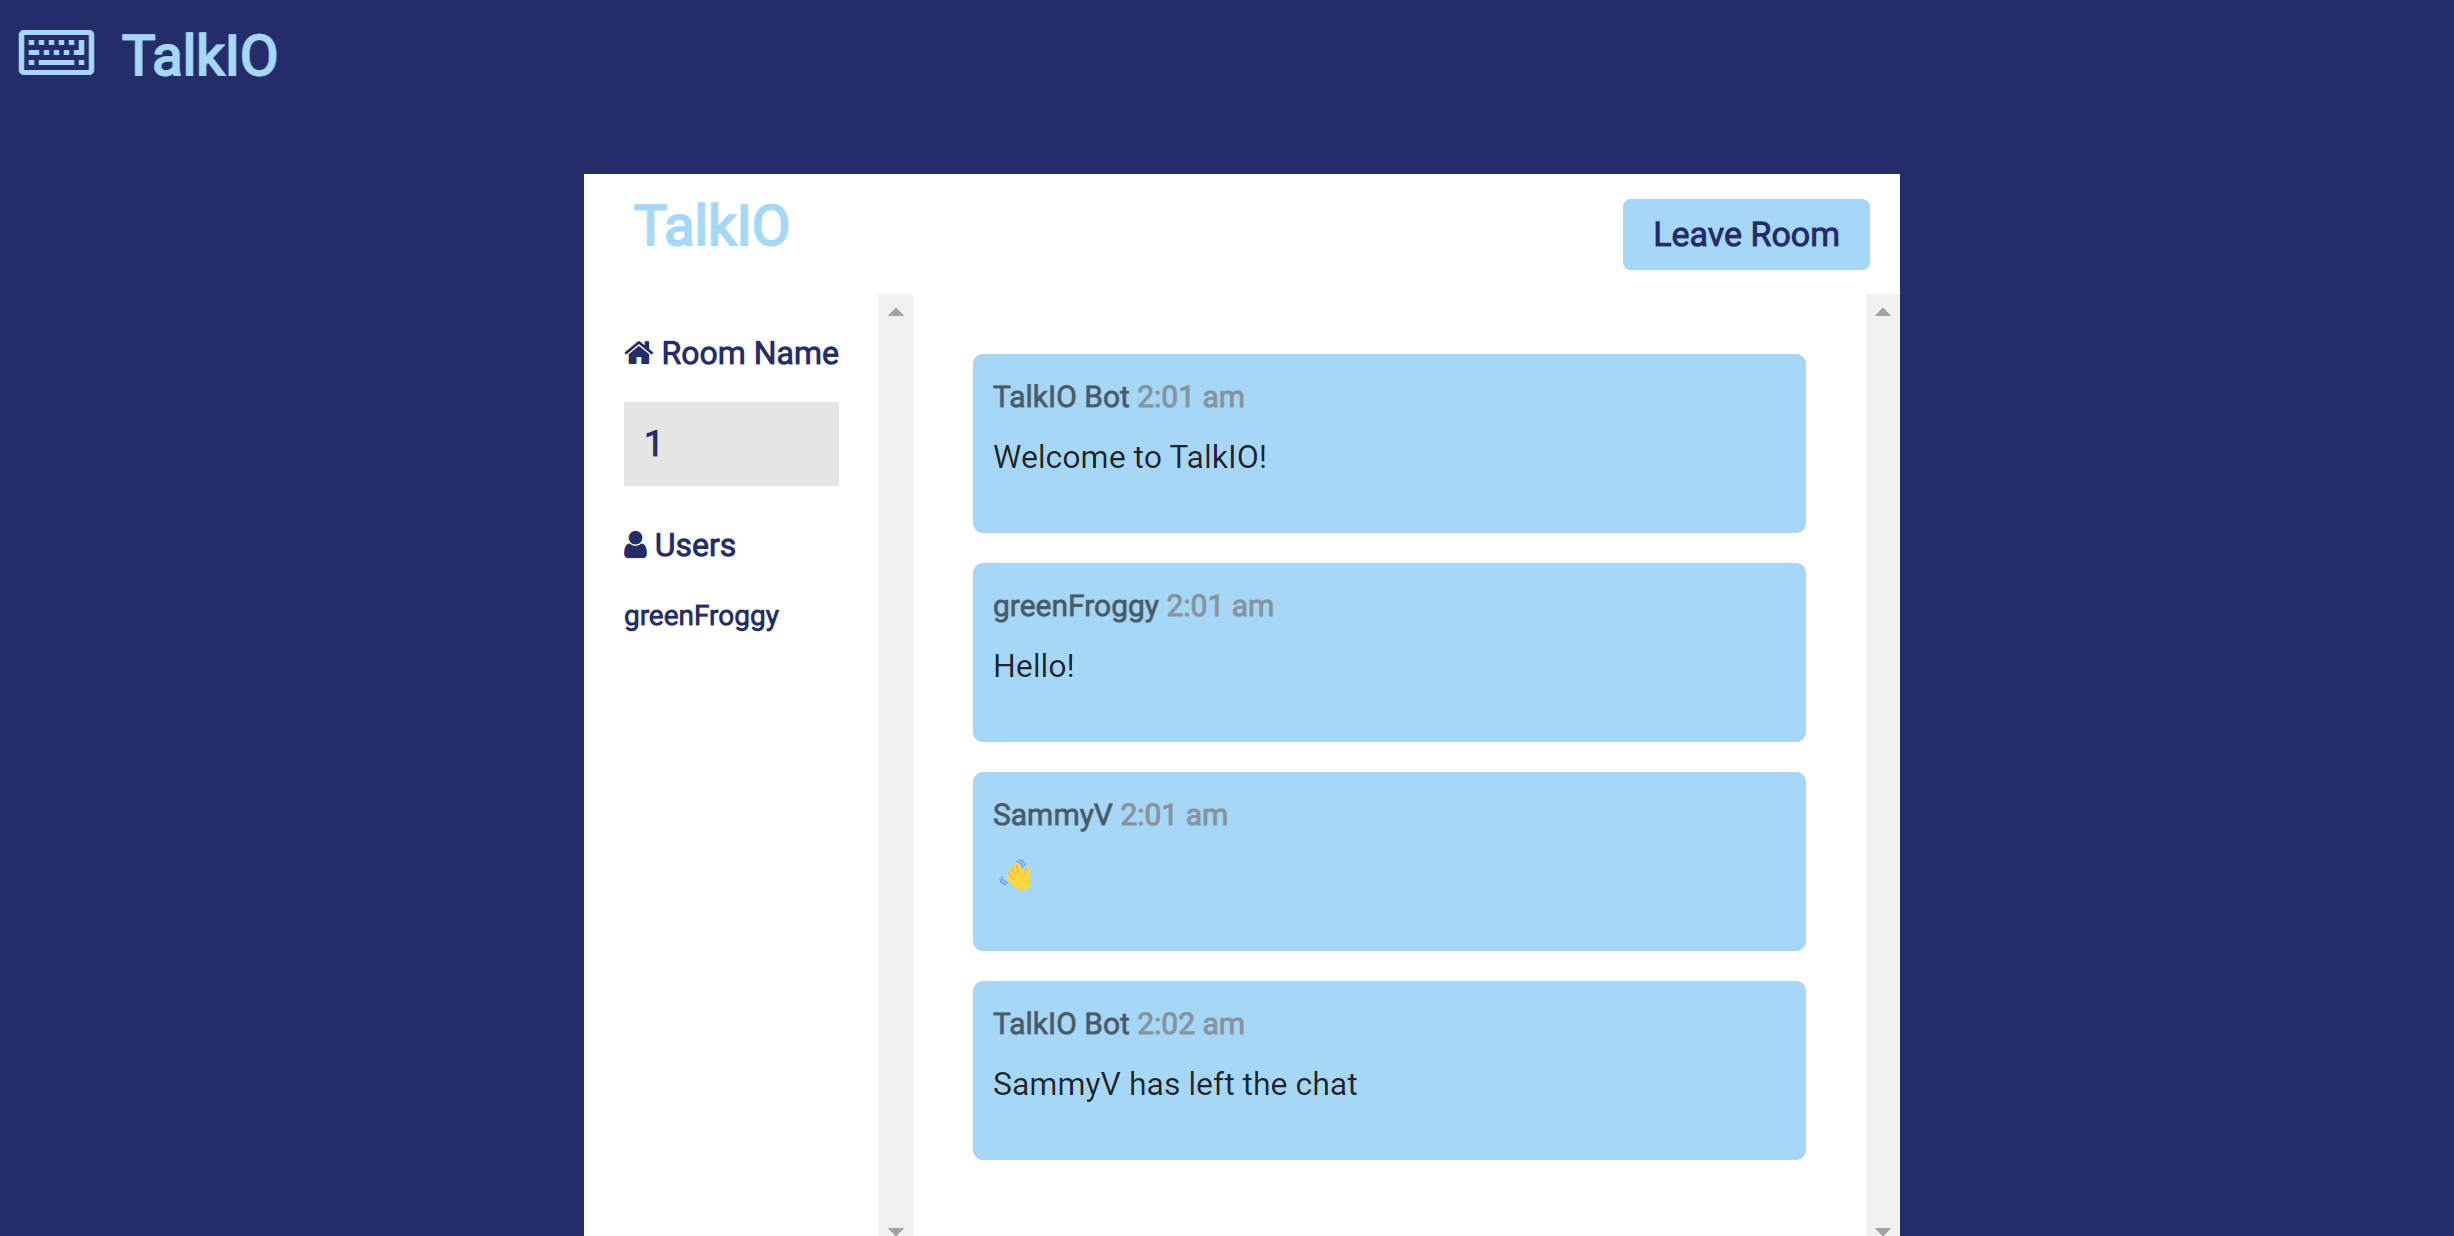 TalkIO
TalkIO
Leave Room
Room Name
1
Users
greenFroggy
TalkIO Bot 2:01 am
Welcome to TalkIO!
greenFroggy 2:01 am
Hello!
SammyV 2:01 am
👋
TalkIO Bot 2:02 am
SammyV has left the chat